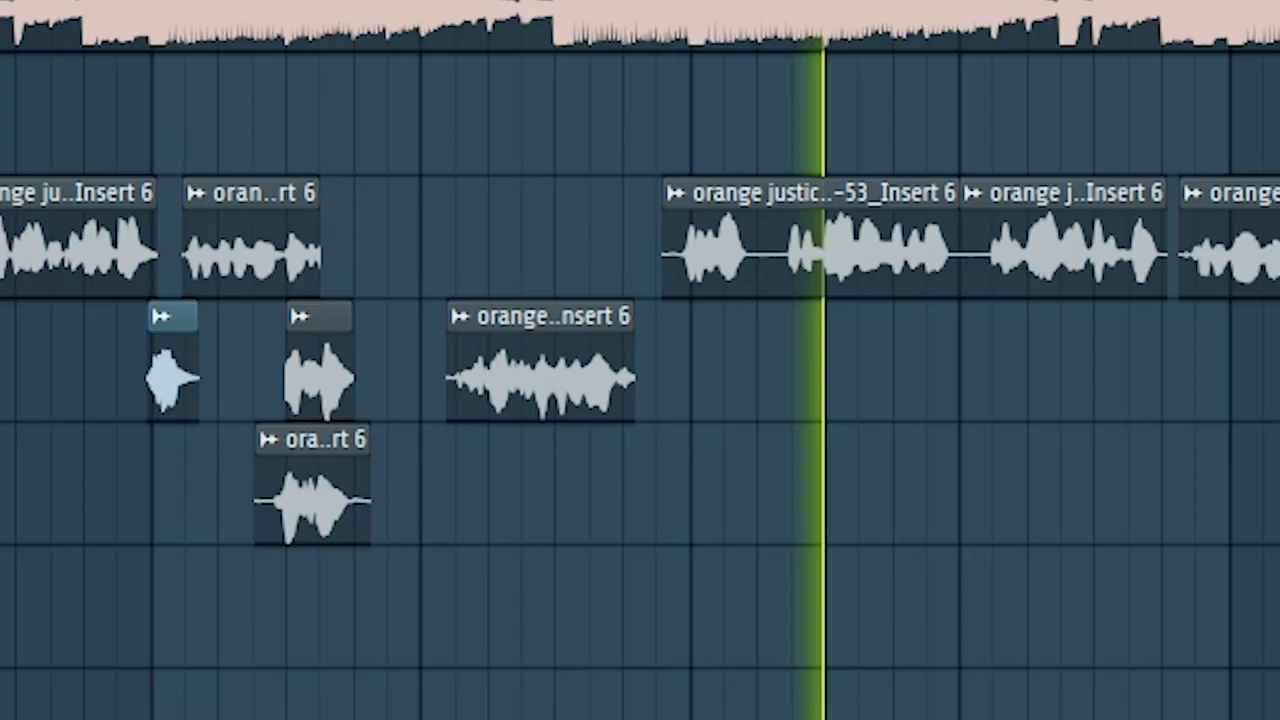 nge ju..Insert 6
oran..rt 6
orange justic..-53_Insert 6
orange j..Insert 6
orange
orange..nsert 6
ora..rt 6